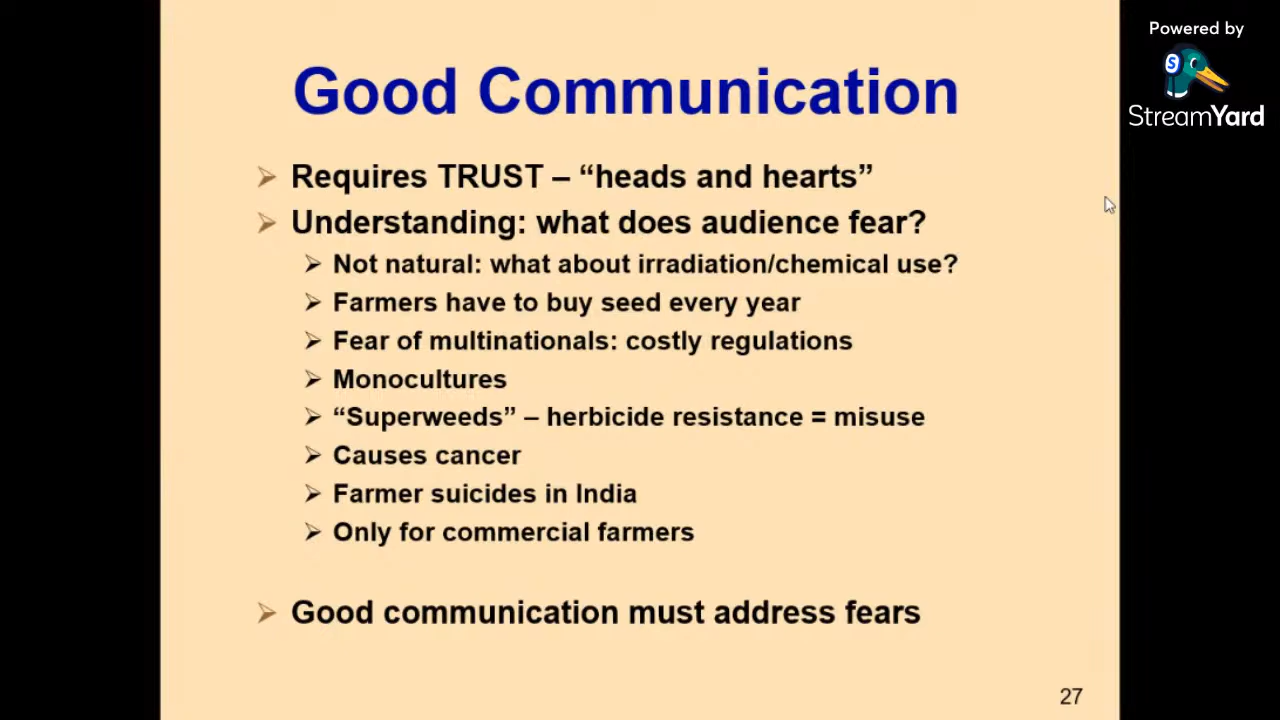 Powered by
StreamYard
Good Communication
Requires TRUST – “heads and hearts”
Understanding: what does audience fear?
Not natural: what about irradiation/chemical use?
Farmers have to buy seed every year
Fear of multinationals: costly regulations
Monocultures
“Superweeds” – herbicide resistance = misuse
Causes cancer
Farmer suicides in India
Only for commercial farmers
Good communication must address fears
27